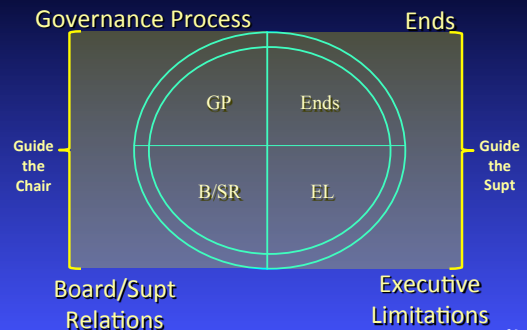 Governance Process
Ends
GP
Ends
Guide
the
Chair
Guide
the
Supt
B/SR
EL
Board/Supt
Relations
Executive
Limitations